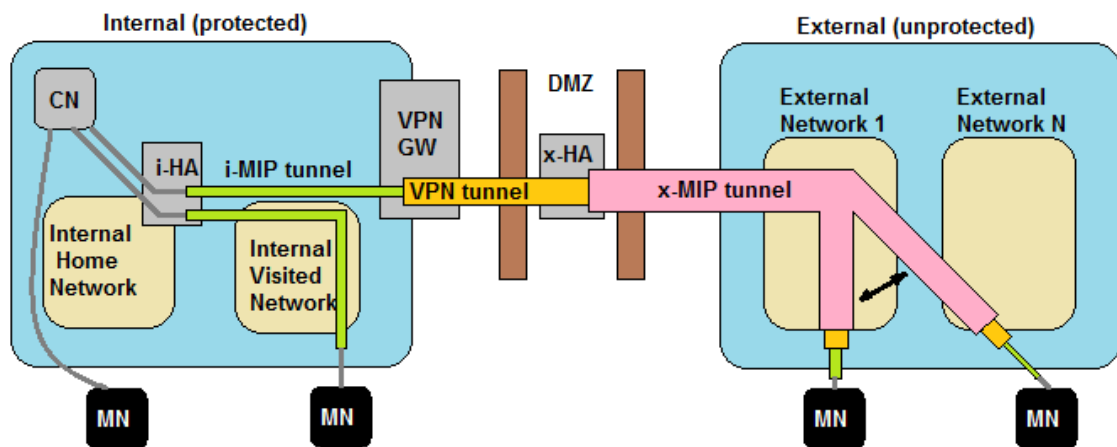 Internal (protected)
External (unprotected)
CN
VPN
GW
DMZ
External
Network 1
External
Network N
i-HA
i-MIP tunnel
x-HA
VPN tunnel
x-MIP tunnel
Internal
Home
Network
Internal
Visited
Network
MN
MN
MN
MN